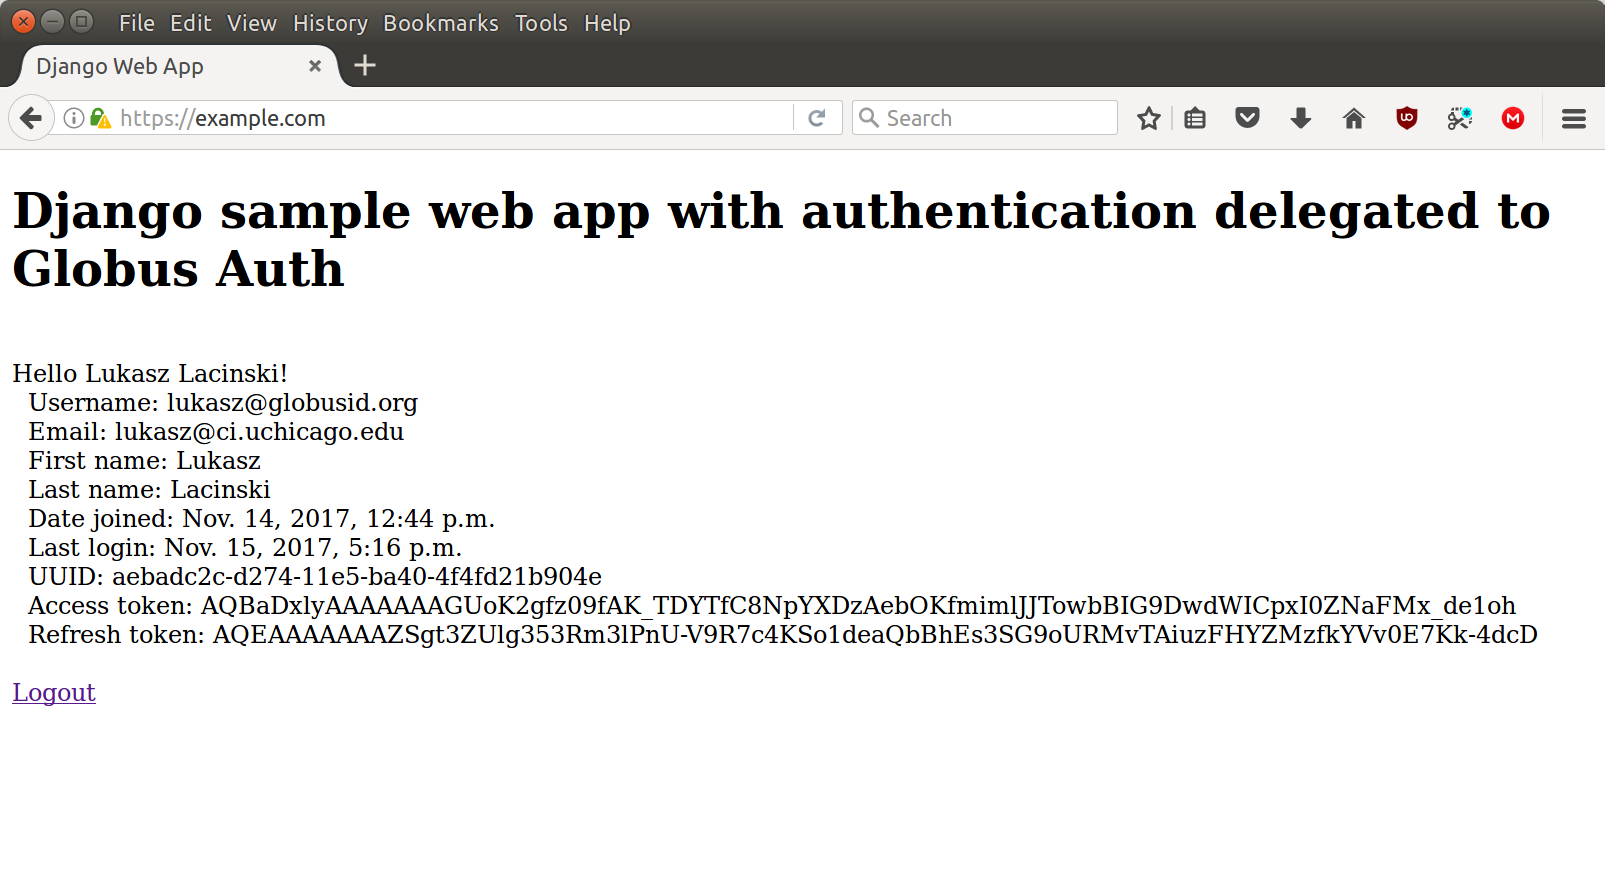 File Edit View History Bookmarks Tools Help
Django Web App
https://example.com
Search
Django sample web app with authentication delegated to
Globus Auth
Hello Lukasz Lacinski!
Username: lukasz@globusid.org
Email: lukasz@ci.uchicago.edu
First name: Lukasz
Last name: Lacinski
Date joined: Nov. 14, 2017, 12:44 p.m.
Last login: Nov. 15, 2017, 5:16 p.m.
UUID: aebadc2c-d274-11e5-ba40-4f4fd21b904e
Access token: AQBaDxlyAAAAAAAGUoK2gfz09fAK_TDYTfC8NpYXDzAebOKfmimlJJTowbBIG9DwdWICpxI0ZNaFMx_de1oh
Refresh token: AQEAAAAAAAZSgt3ZUlg353Rm3lPnU-V9R7c4KSo1deaQbBhEs3SG9oURMvTAiuzFHYZMzfkYVv0E7Kk-4dcD
Logout